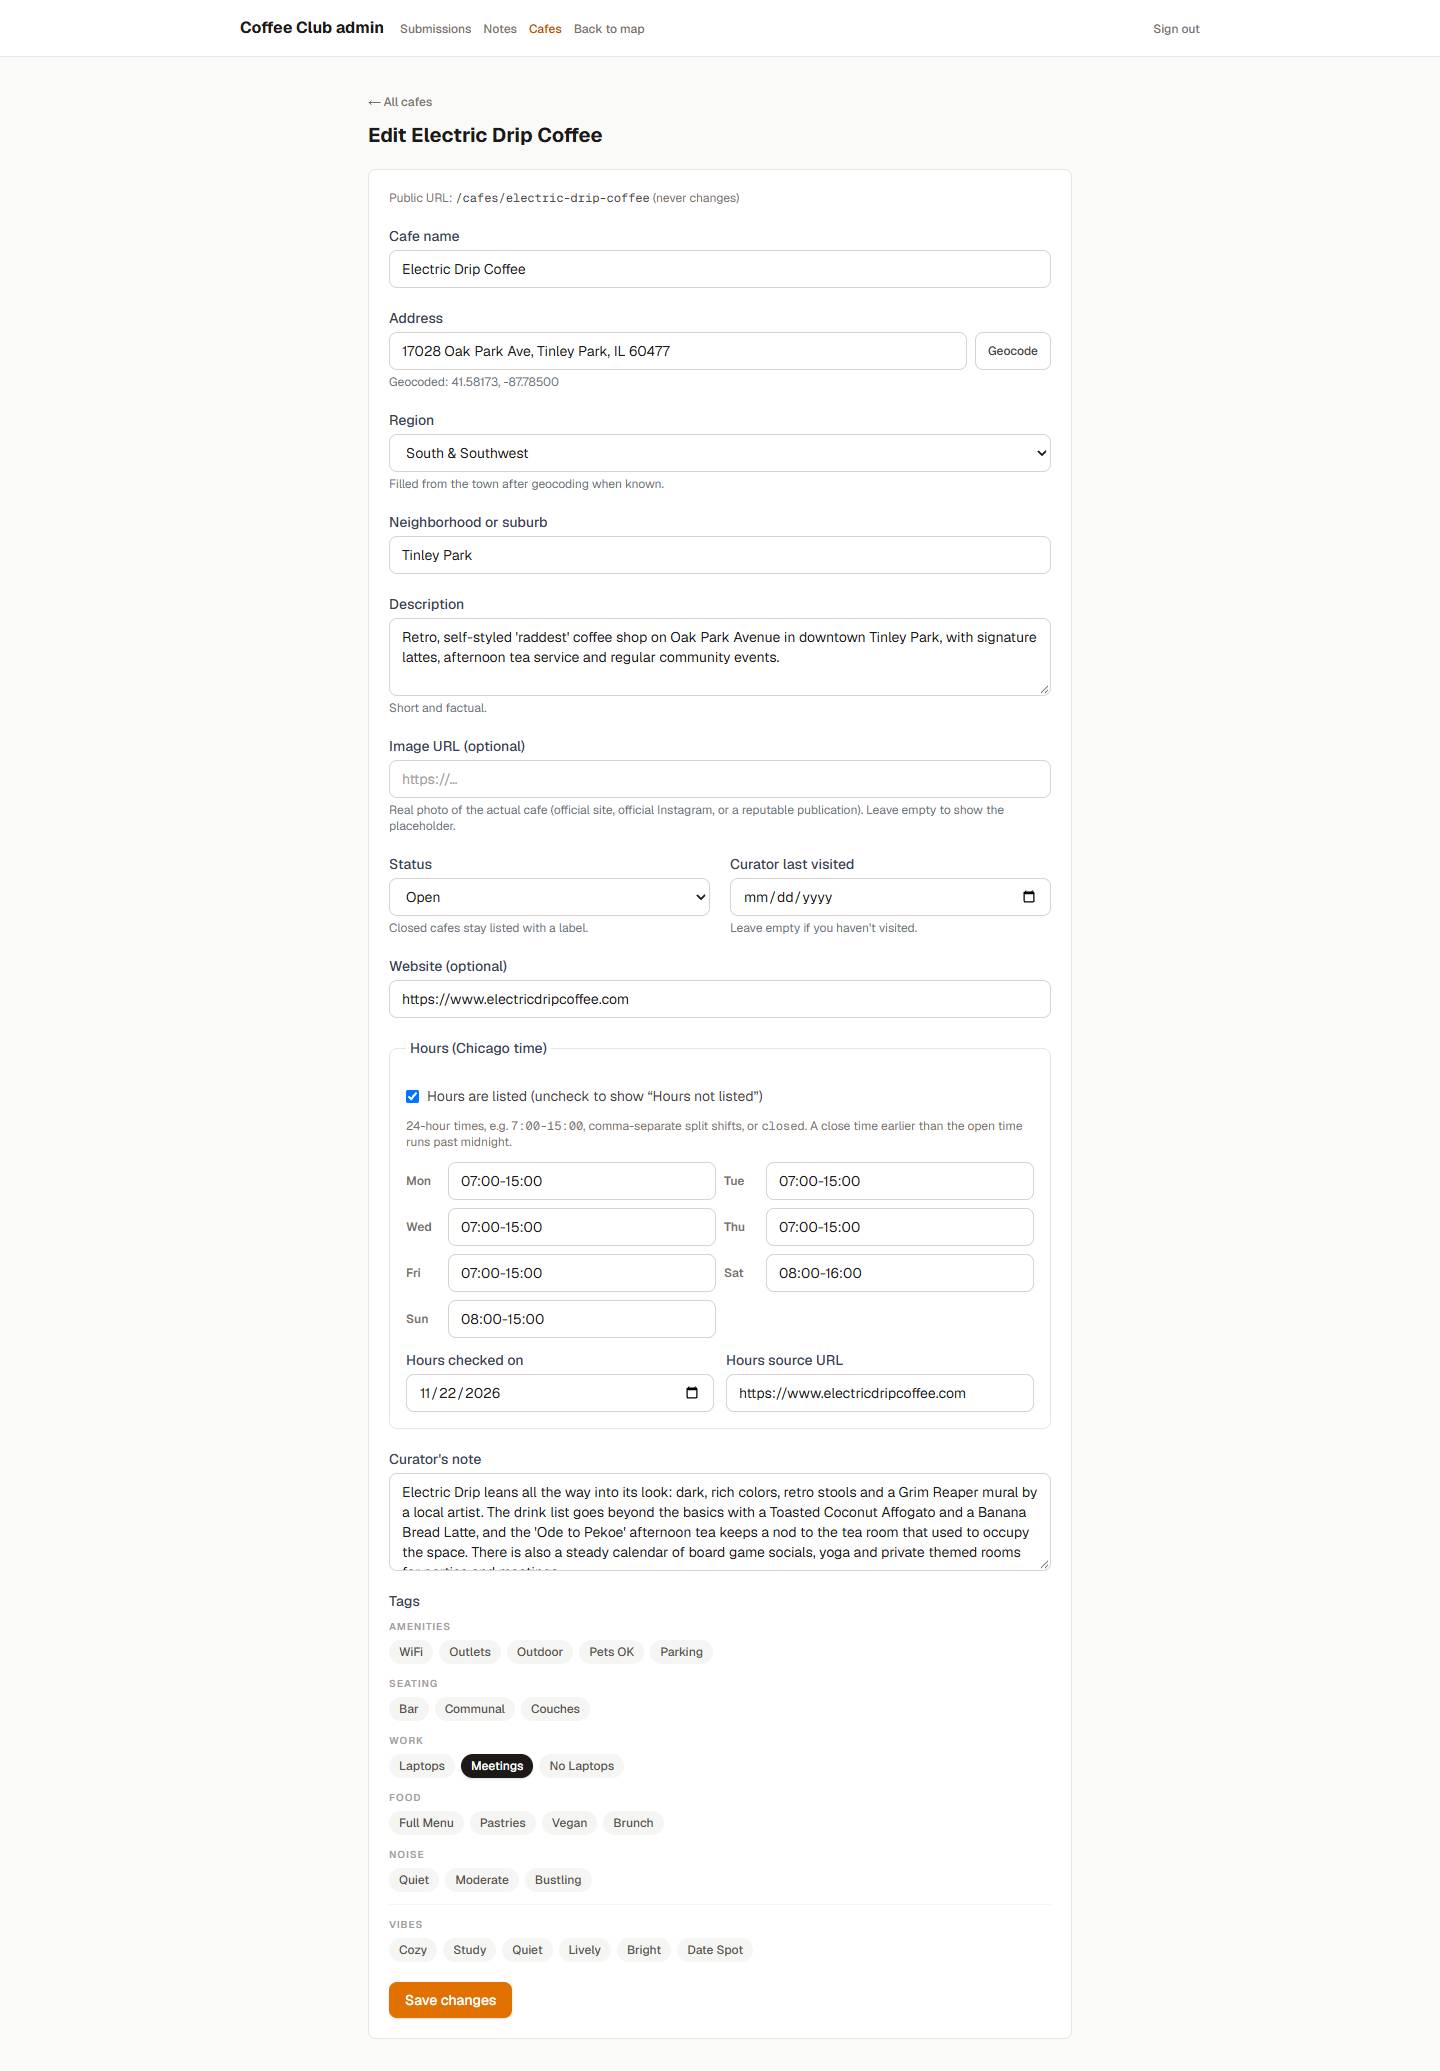 Coffee Club admin Submissions Notes Cafes Back to map Sign out
← All cafes
Edit Electric Drip Coffee
Public URL: /cafes/electric-drip-coffee (never changes)
Cafe name
Electric Drip Coffee
Address
17028 Oak Park Ave, Tinley Park, IL 60477 Geocode
Geocoded: 41.58173, -87.78500
Region
South & Southwest
Filled from the town after geocoding when known.
Neighborhood or suburb
Tinley Park
Description
Retro, self-styled 'raddest' coffee shop on Oak Park Avenue in downtown Tinley Park, with signature
lattes, afternoon tea service and regular community events.
Short and factual.
Image URL (optional)
https://…
Real photo of the actual cafe (official site, official Instagram, or a reputable publication). Leave empty to show the
placeholder.
Status Curator last visited
Open mm/dd/yyyy
Closed cafes stay listed with a label. Leave empty if you haven't visited.
Website (optional)
https://www.electricdripcoffee.com
Hours (Chicago time)
Hours are listed (uncheck to show “Hours not listed”)
24-hour times, e.g. 7:00-15:00, comma-separate split shifts, or closed. A close time earlier than the open time
runs past midnight.
Mon 07:00-15:00 Tue 07:00-15:00
Wed 07:00-15:00 Thu 07:00-15:00
Fri 07:00-15:00 Sat 08:00-16:00
Sun 08:00-15:00
Hours checked on Hours source URL
11/22/2026 https://www.electricdripcoffee.com
Curator's note
Electric Drip leans all the way into its look: dark, rich colors, retro stools and a Grim Reaper mural by
a local artist. The drink list goes beyond the basics with a Toasted Coconut Affogato and a Banana
Bread Latte, and the 'Ode to Pekoe' afternoon tea keeps a nod to the tea room that used to occupy
the space. There is also a steady calendar of board game socials, yoga and private themed rooms
Tags
AMENITIES
WiFi Outlets Outdoor Pets OK Parking
SEATING
Bar Communal Couches
WORK
Laptops Meetings No Laptops
FOOD
Full Menu Pastries Vegan Brunch
NOISE
Quiet Moderate Bustling
VIBES
Cozy Study Quiet Lively Bright Date Spot
Save changes